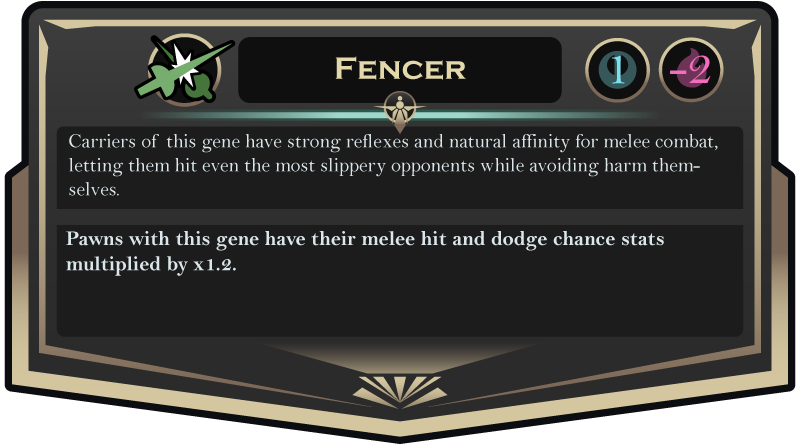 Fencer
1
-2
Carriers of this gene have strong reflexes and natural affinity for melee combat,
letting them hit even the most slippery opponents while avoiding harm them-
selves.
Pawns with this gene have their melee hit and dodge chance stats
multiplied by x1.2.